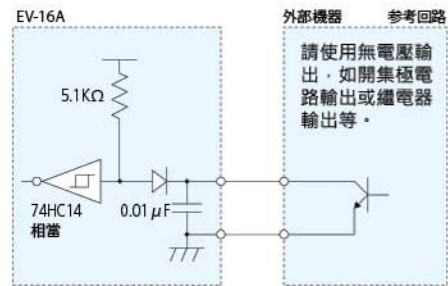 EV-16A
外部機器 参考回路
請使用無電壓輸
出，如開集極電
路輸出或繼電器
輸出等。
5.1KΩ
74HC14
相當
0.01 μF